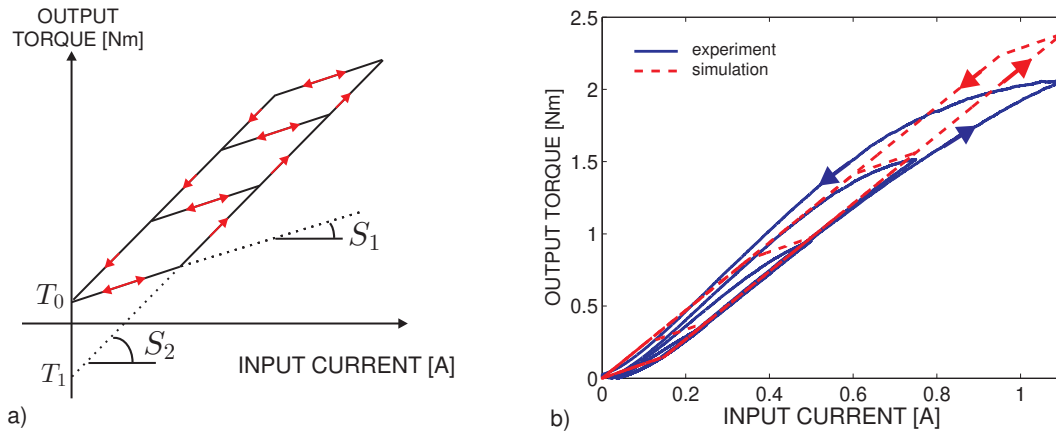 OUTPUT
TORQUE [Nm]
S₁
T₀
S₂
T₁
INPUT CURRENT [A]
a)
2.5
2
1.5
1
0.5
0
OUTPUT TORQUE [Nm]
experiment
simulation
0 0.2 0.4 0.6 0.8 1
INPUT CURRENT [A]
b)